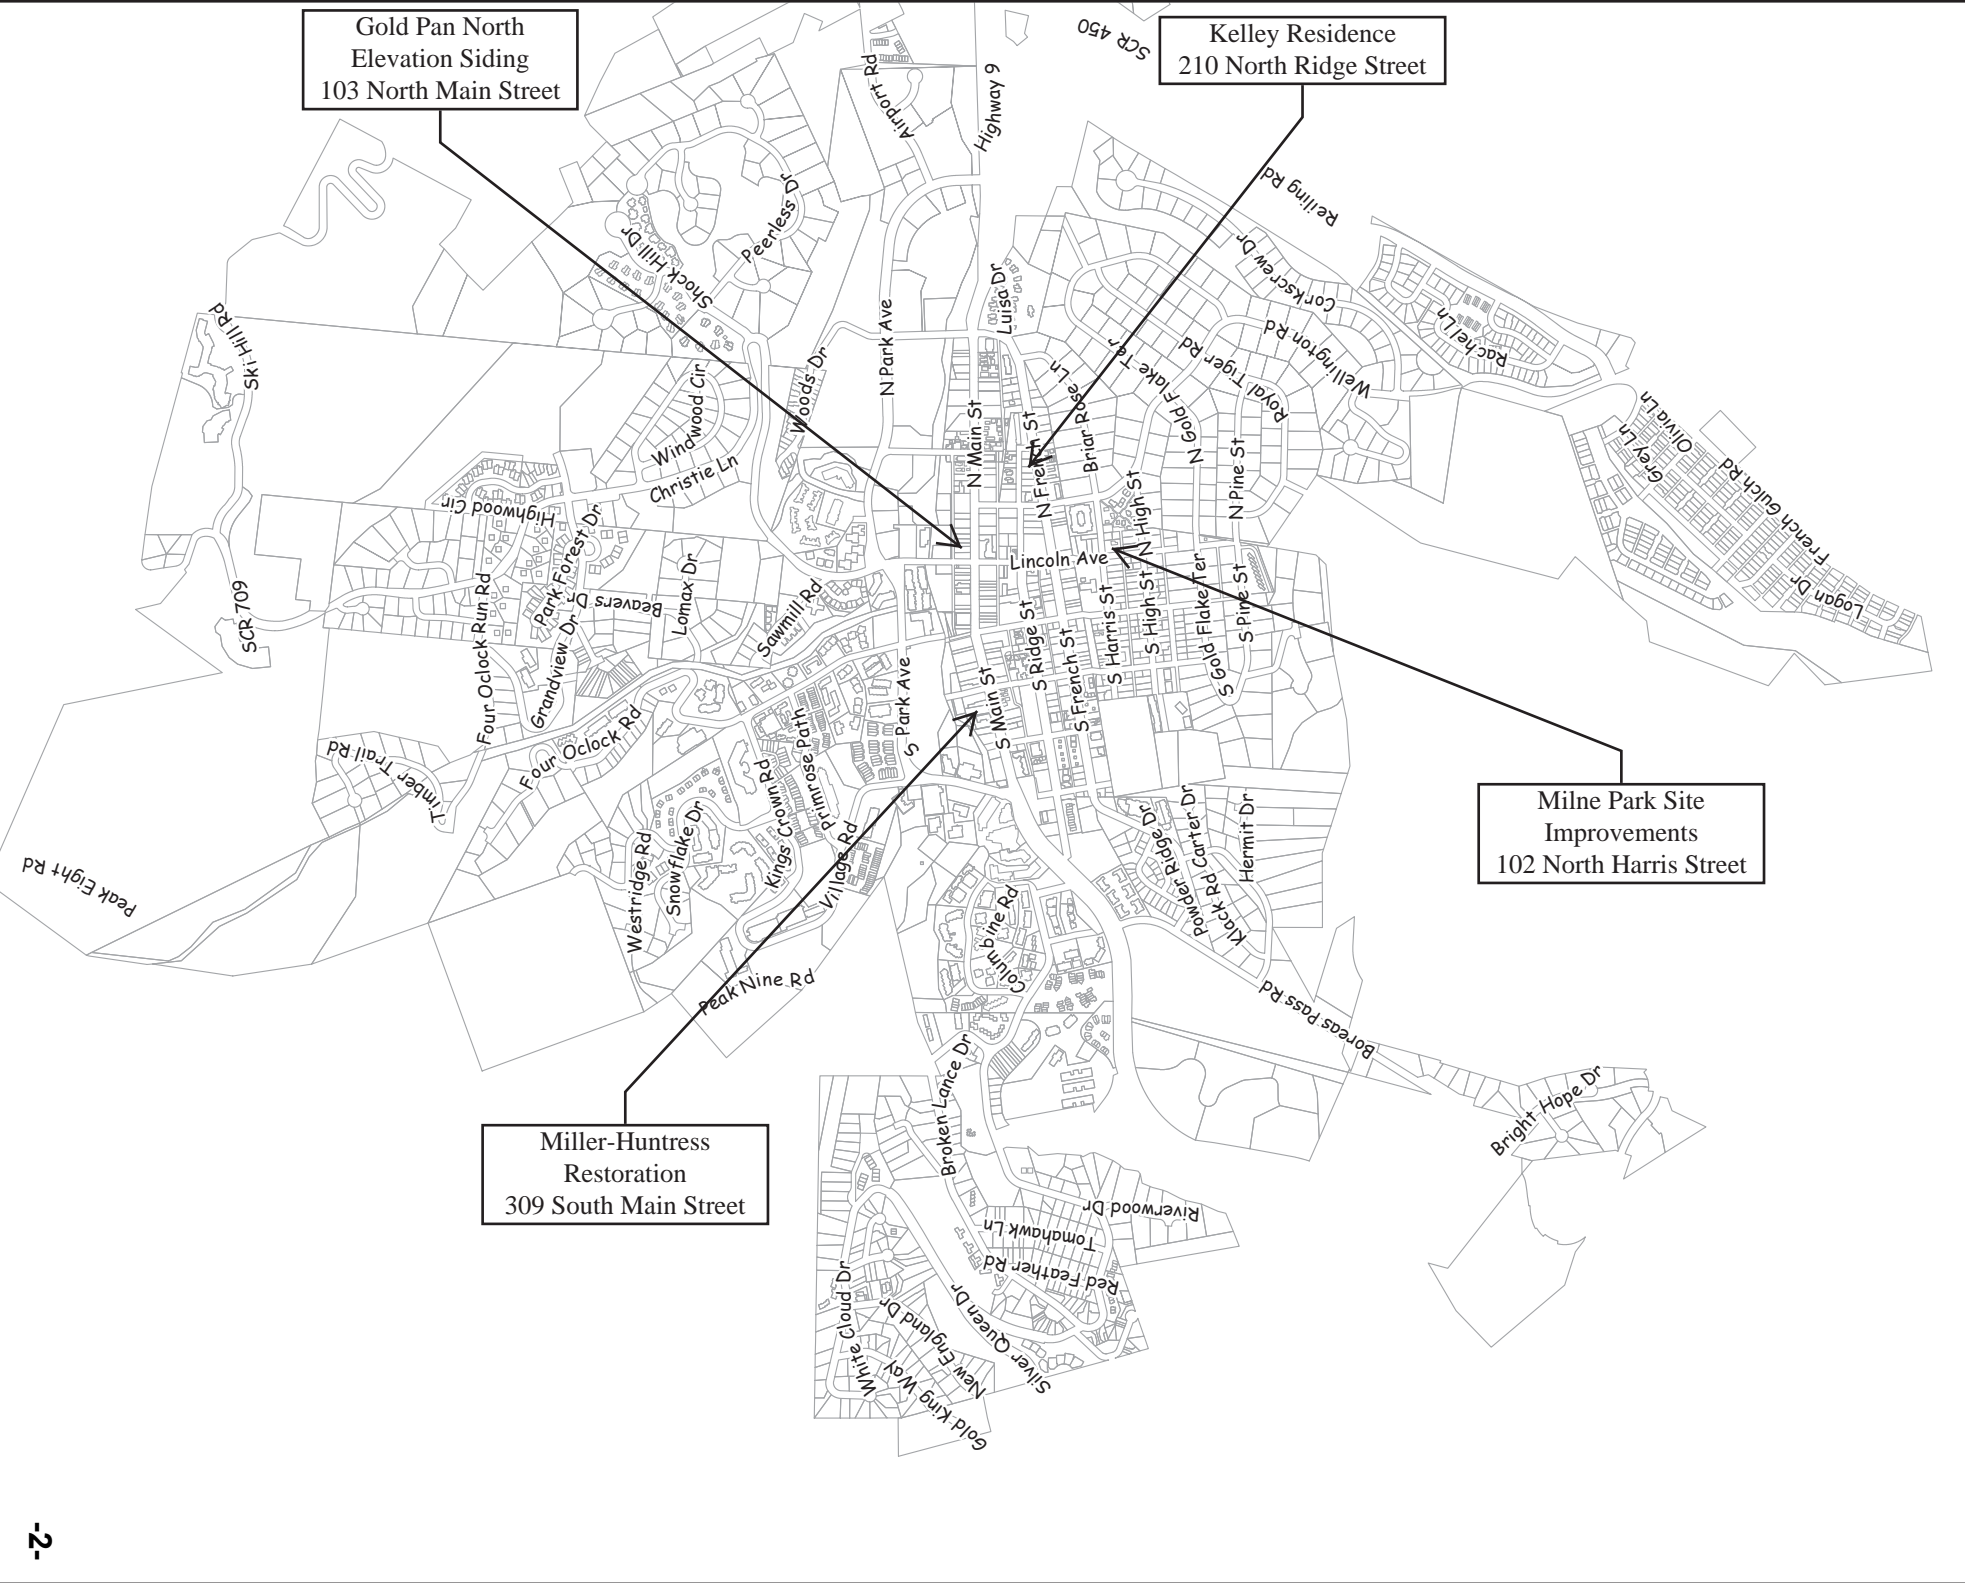 Gold Pan North
Elevation Siding
103 North Main Street
Kelley Residence
210 North Ridge Street
SCR 450
Airport Rd
Highway 9
Reiling Rd
Peerless Dr
Shock Hill Dr
Corkscrew Dr
Luisa Dr
Ski Hill Rd
N Park Ave
Woods Dr
Wellington Rd
Rachel Ln
Royal Tiger Rd
N Gold Flake Ter
Briar Rose Ln
Windwood Cir
Christie Ln
N Main St
N French St
N High St
N Pine St
Grey Ln
Olivia Ln
French Gulch Rd
Logan Dr
Highwood Cir
Park Forest Dr
Lincoln Ave
Beavers Dr
Lomax Dr
Sawmill Rd
SCR 709
Four Oclock Run Rd
Grandview Dr
S Ridge St
S French St
S Harris St
S High St
S Gold Flake Ter
S Pine St
S Main St
S Park Ave
Four Oclock Rd
Timber Trail Rd
Primrose Path
Kings Crown Rd
Village Rd
Snowflake Dr
Westridge Rd
Peak Eight Rd
Peak Nine Rd
Powder Ridge Dr
Carter Dr
Klack Rd
Hermit Dr
Milne Park Site
Improvements
102 North Harris Street
Columbine Rd
Boreas Pass Rd
Bright Hope Dr
Broken Lance Dr
Miller-Huntress
Restoration
309 South Main Street
Riverwood Dr
Tomahawk Ln
Red Feather Rd
White Cloud Dr
New England Dr
Silver Queen Dr
Gold King Way
-2-